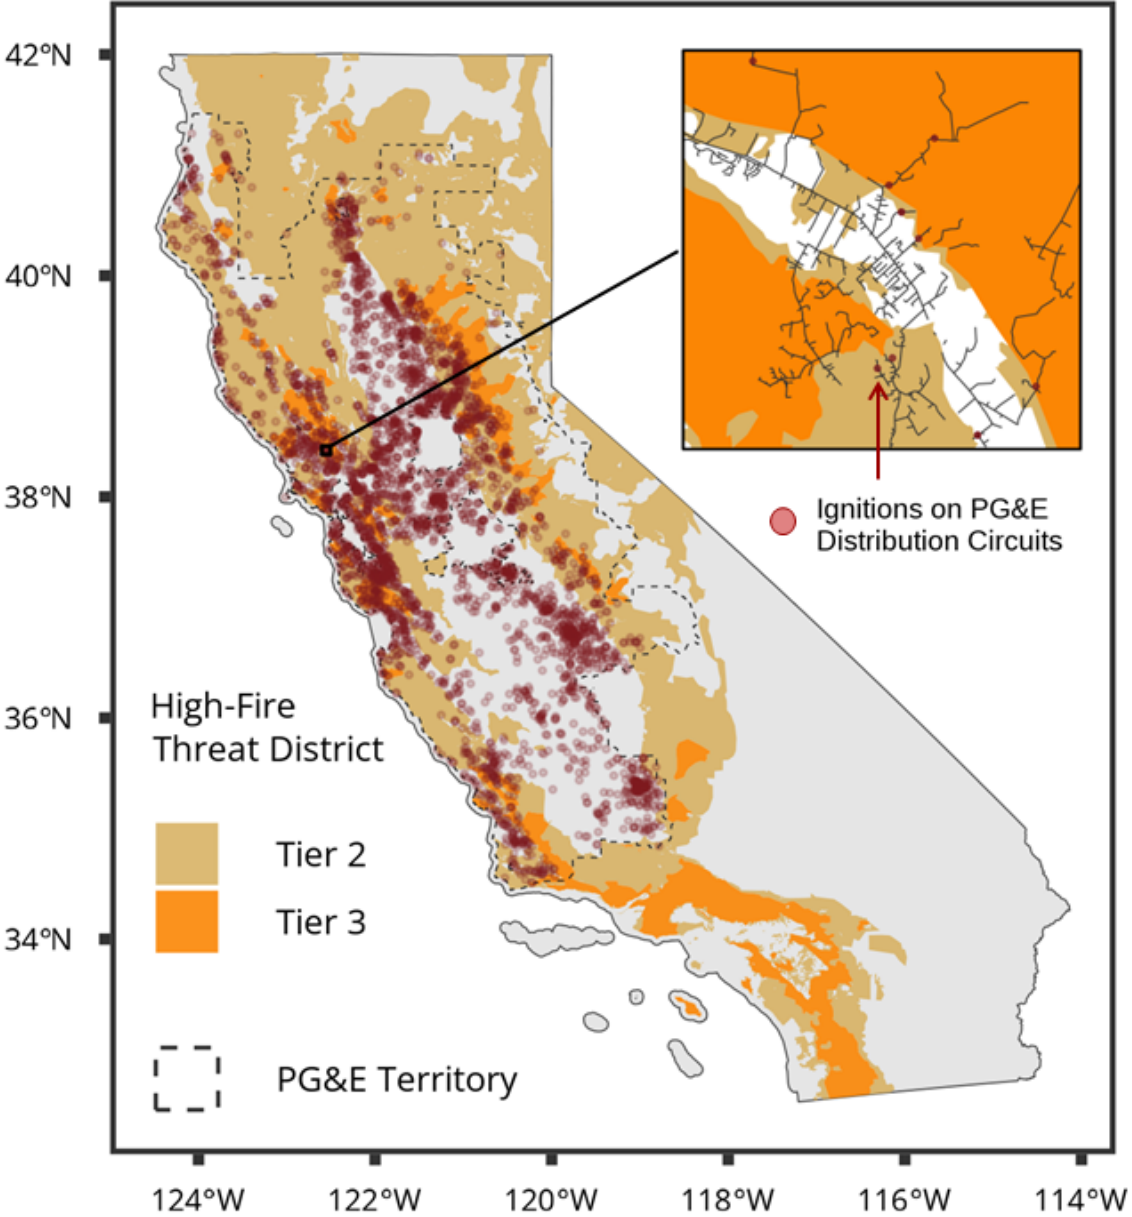 42°N
40°N
38°N
36°N
34°N
Ignitions on PG&E
Distribution Circuits
High-Fire
Threat District
Tier 2
Tier 3
PG&E Territory
124°W 122°W 120°W 118°W 116°W 114°W